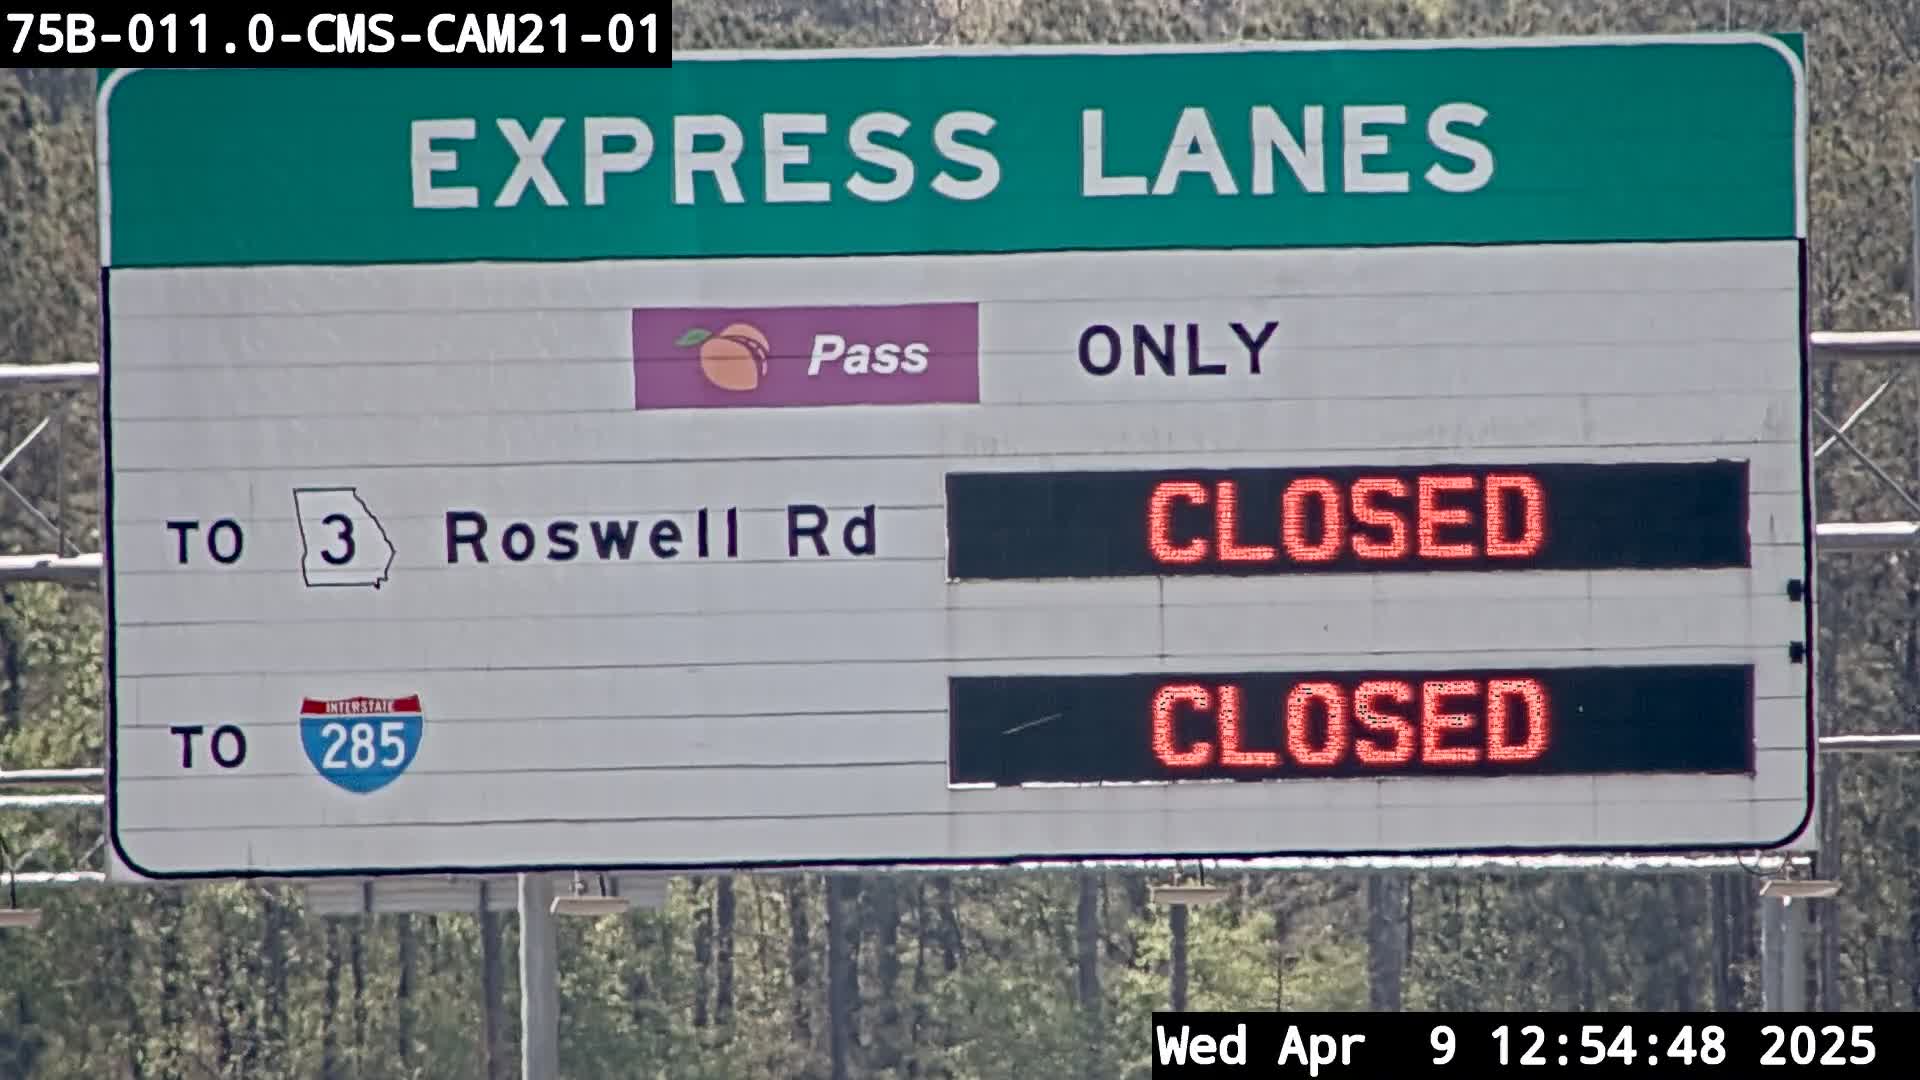 75B-011.0-CMS-CAM21-01
EXPRESS LANES
Pass ONLY
TO 3 Roswell Rd CLOSED
TO INTERSTATE 285 CLOSED
Wed Apr 9 12:54:48 2025